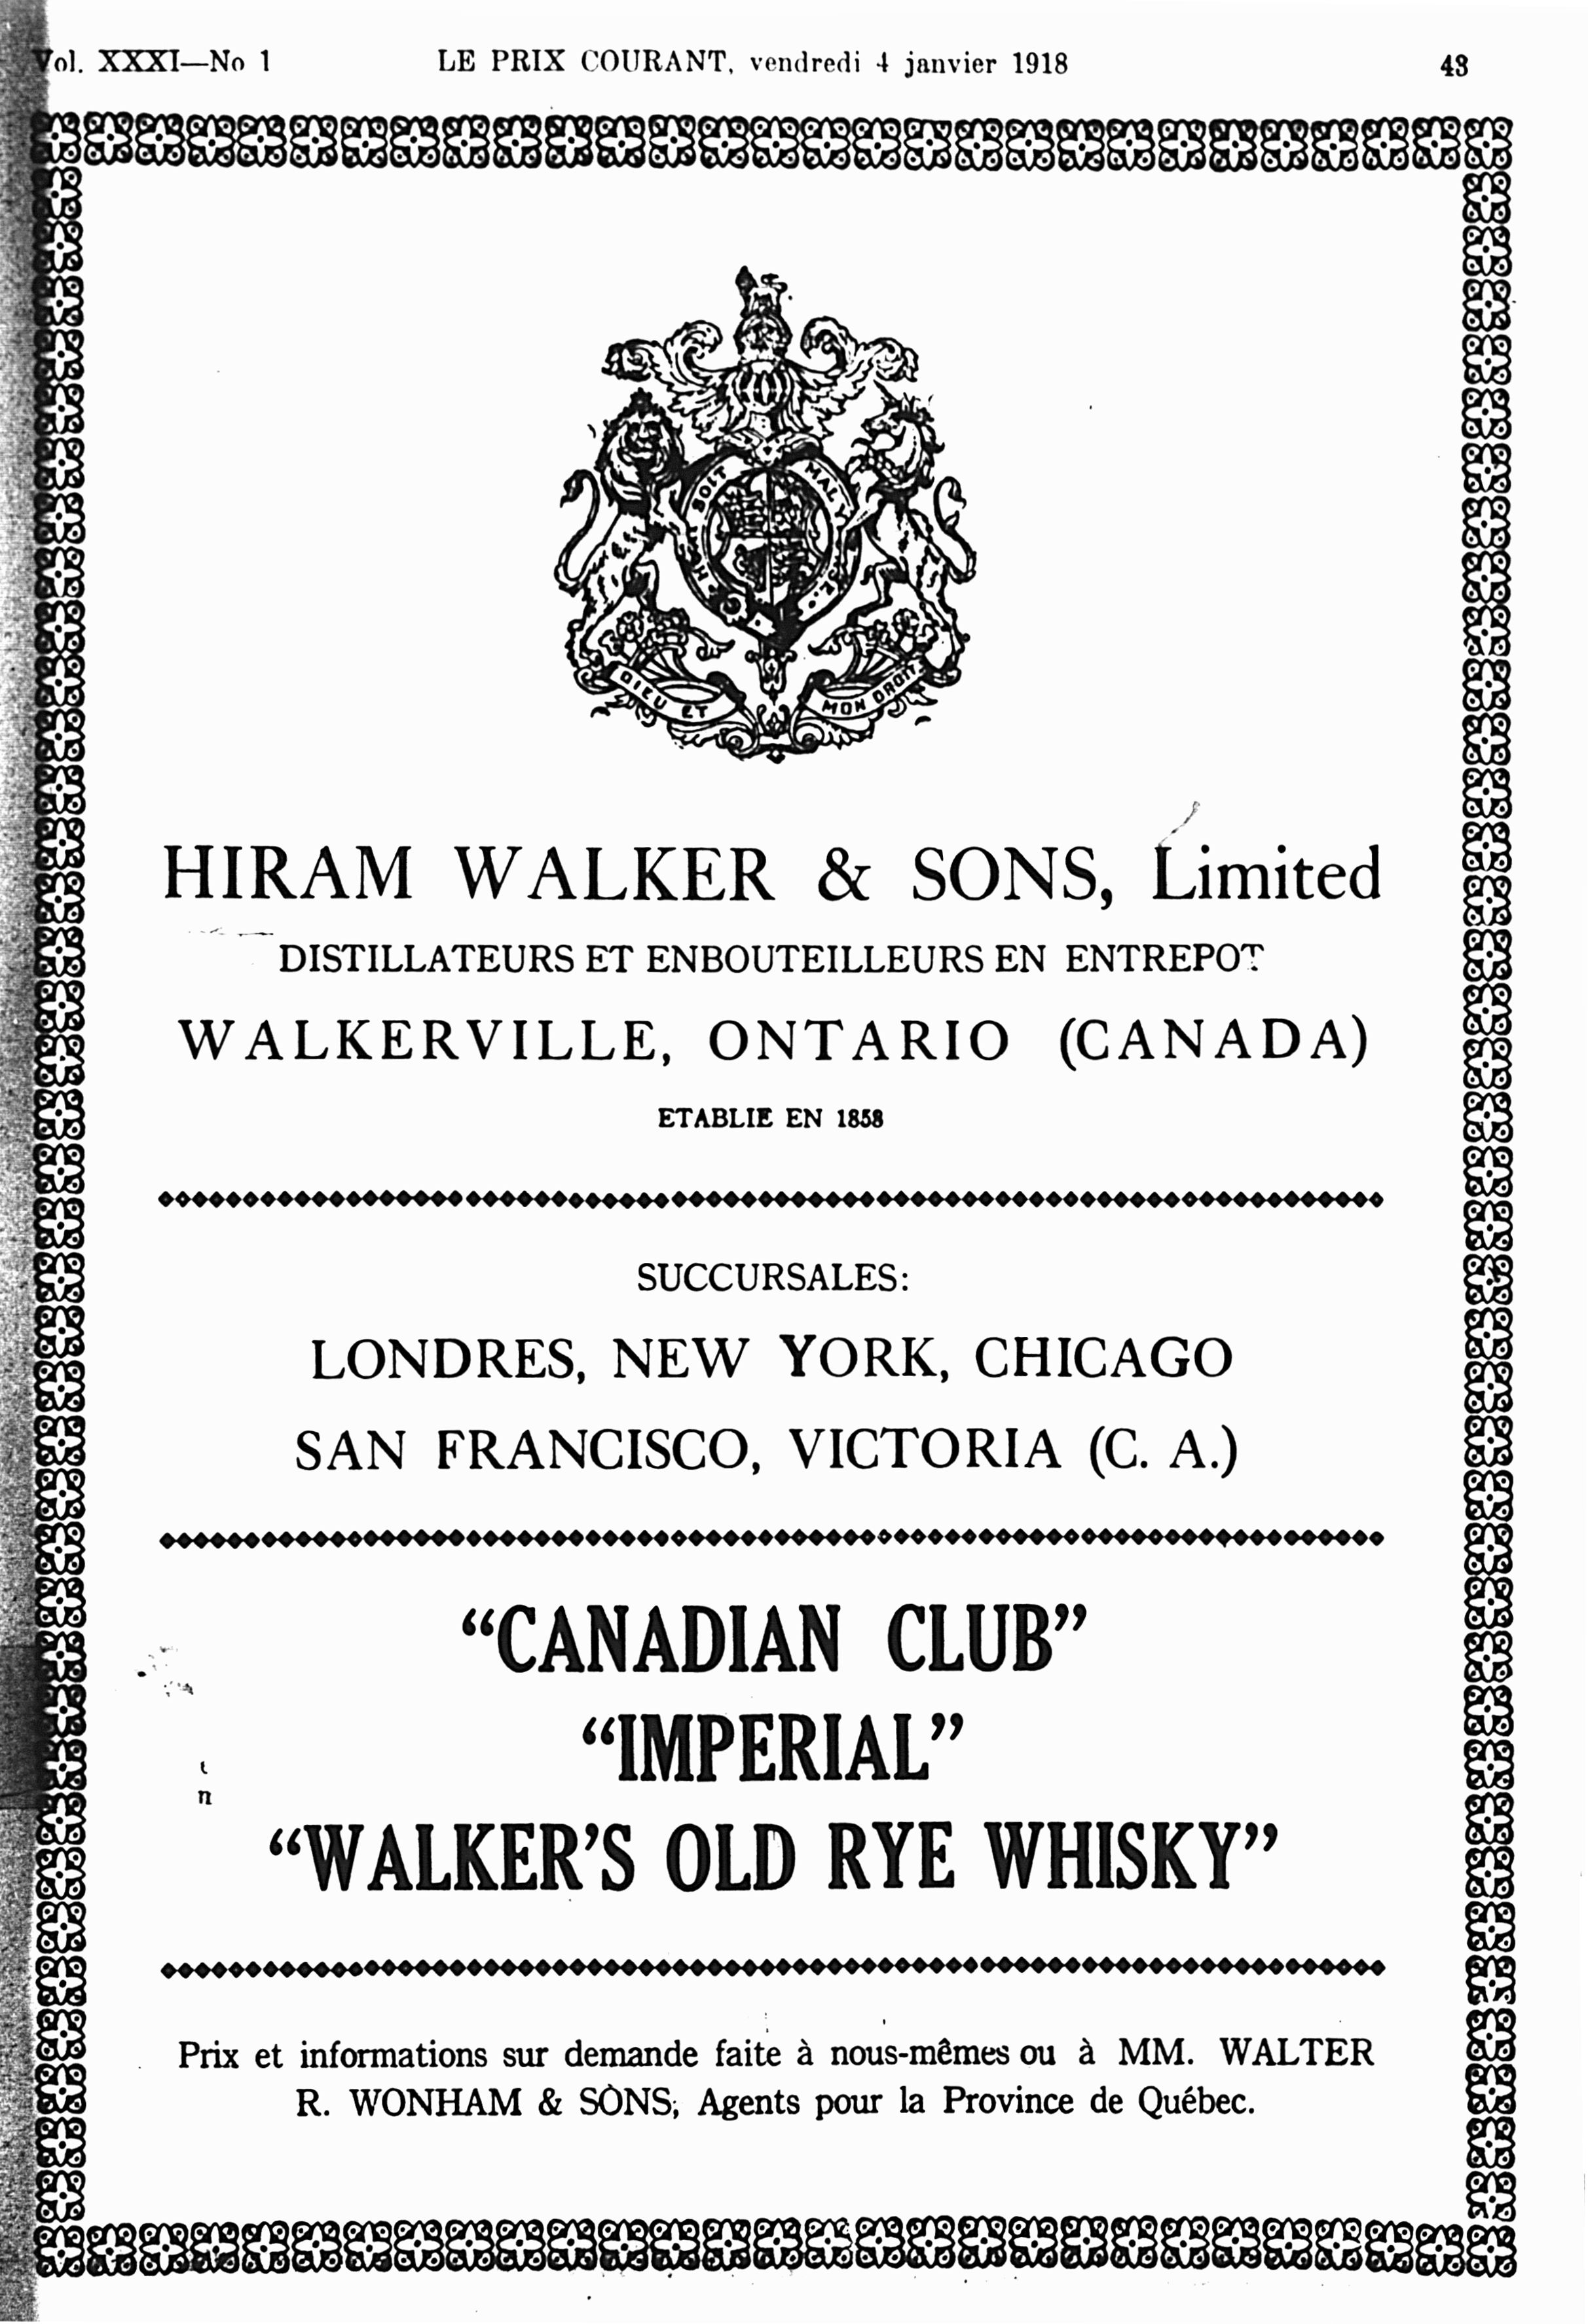 Vol. XXXI—No 1 LE PRIX COURANT, vendredi 4 janvier 1918 43
SOIT MAL Y
DIEU ET MON DROIT
HIRAM WALKER & SONS, Limited
DISTILLATEURS ET ENBOUTEILLEURS EN ENTREPOT
WALKERVILLE, ONTARIO (CANADA)
ETABLIE EN 1858
SUCCURSALES:
LONDRES, NEW YORK, CHICAGO
SAN FRANCISCO, VICTORIA (C. A.)
“CANADIAN CLUB”
“IMPERIAL”
“WALKER’S OLD RYE WHISKY”
Prix et informations sur demande faite à nous-mêmes ou à MM. WALTER
R. WONHAM & SONS, Agents pour la Province de Québec.